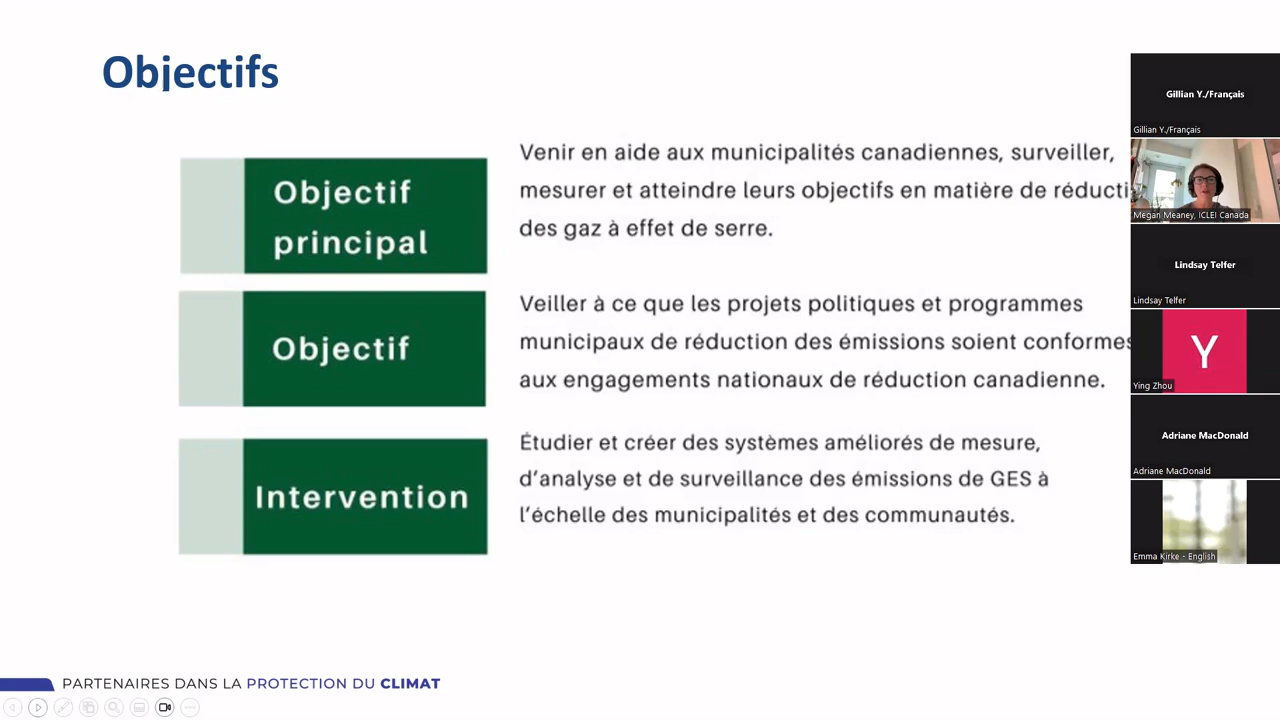 Objectifs
Objectif
principal
Venir en aide aux municipalités canadiennes, surveiller,
mesurer et atteindre leurs objectifs en matière de réducti
des gaz à effet de serre.
Objectif
Veiller à ce que les projets politiques et programmes
municipaux de réduction des émissions soient conformes
aux engagements nationaux de réduction canadienne.
Intervention
Étudier et créer des systèmes améliorés de mesure,
d’analyse et de surveillance des émissions de GES à
l’échelle des municipalités et des communautés.
PARTENAIRES DANS LA PROTECTION DU CLIMAT
Gillian Y./Français
Gillian Y./Français
Megan Meaney, ICLEI Canada
Lindsay Telfer
Lindsay Telfer
Y
Ying Zhou
Adriane MacDonald
Adriane MacDonald
Emma Kirke - English